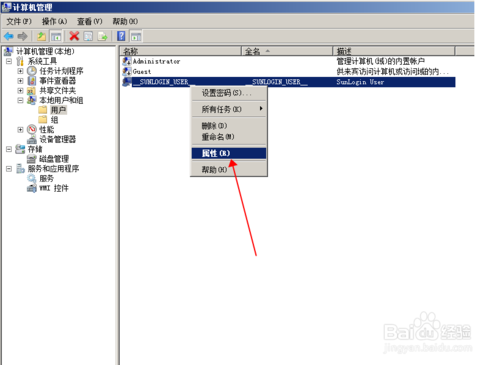 计算机管理
文件(F) 操作(A) 查看(V) 帮助(H)
计算机管理(本地)
系统工具
任务计划程序
事件查看器
共享文件夹
本地用户和组
用户
组
性能
设备管理器
存储
磁盘管理
服务和应用程序
服务
WMI 控件
名称 全名 描述
Administrator 管理计算机(域)的内置帐户
Guest 供来宾访问计算机或访问域的内...
__SUNLOGIN_USER__ __SUNLOGIN_USER__ SunLogin User
设置密码(S)...
所有任务(K)
删除(D)
重命名(M)
属性(R)
帮助(H)
Baidu 经验
jingyan.baidu.com